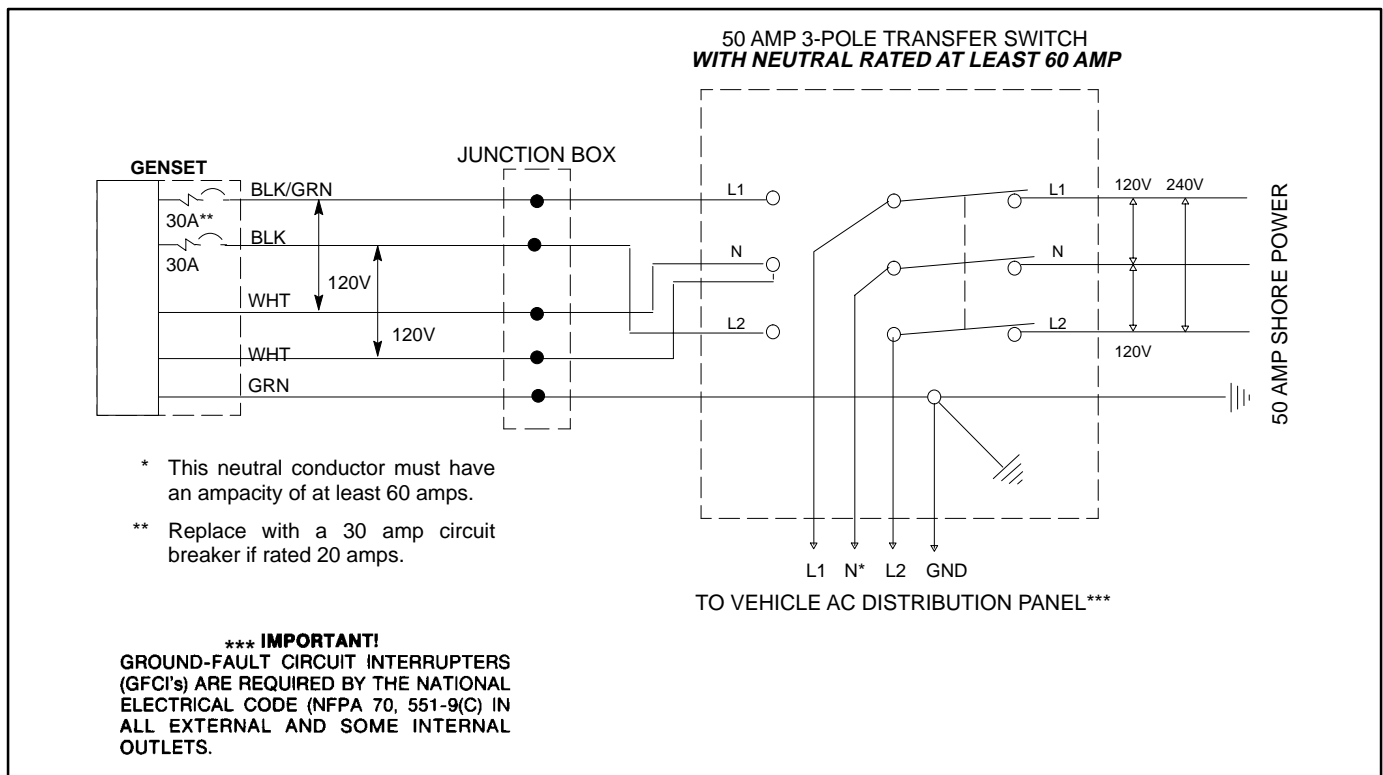 50 AMP 3-POLE TRANSFER SWITCH
WITH NEUTRAL RATED AT LEAST 60 AMP
JUNCTION BOX
GENSET
BLK/GRN
30A**
BLK
30A
120V
WHT
120V
WHT
GRN
L1
N
L2
L1
N
L2
120V
240V
120V
50 AMP SHORE POWER
* This neutral conductor must have
an ampacity of at least 60 amps.
** Replace with a 30 amp circuit
breaker if rated 20 amps.
L1 N* L2 GND
TO VEHICLE AC DISTRIBUTION PANEL***
*** IMPORTANT!
GROUND-FAULT CIRCUIT INTERRUPTERS
(GFCI's) ARE REQUIRED BY THE NATIONAL
ELECTRICAL CODE (NFPA 70, 551-9(C) IN
ALL EXTERNAL AND SOME INTERNAL
OUTLETS.